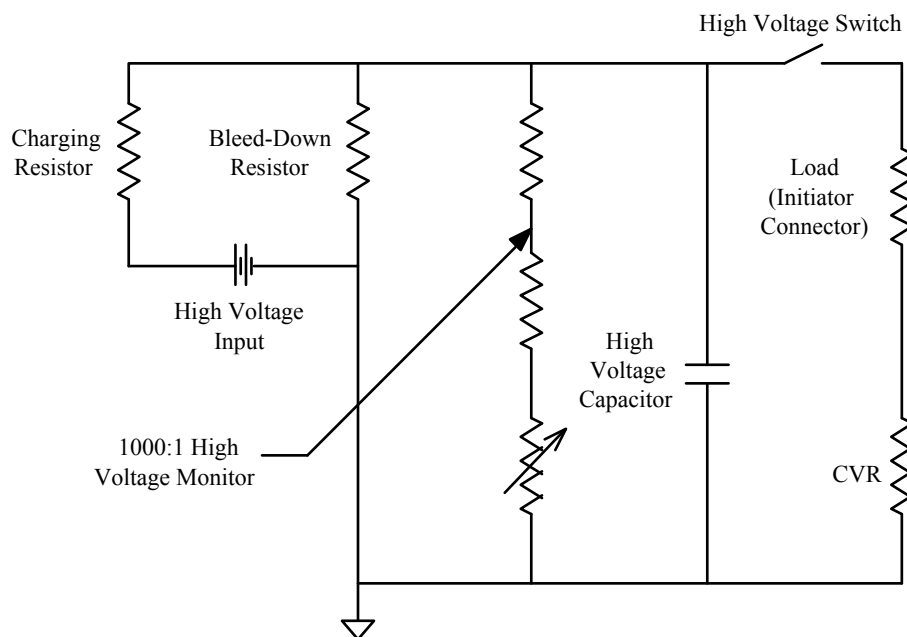 High Voltage Switch
Charging
Resistor
Bleed-Down
Resistor
Load
(Initiator
Connector)
High Voltage
Input
High
Voltage
Capacitor
1000:1 High
Voltage Monitor
CVR